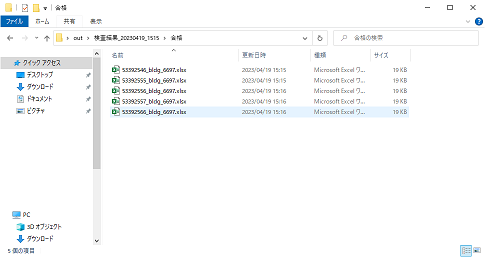 合格
ファイル ホーム 共有 表示
out 検査結果_20230419_1515 合格 合格の検索
名前 更新日時 種類 サイズ
クイック アクセス
デスクトップ
ダウンロード
ドキュメント
ピクチャ
PC
3D オブジェクト
ダウンロード
53392546_bldg_6697.xlsx 2023/04/19 15:15 Microsoft Excel ワ... 19 KB
53392555_bldg_6697.xlsx 2023/04/19 15:15 Microsoft Excel ワ... 19 KB
53392556_bldg_6697.xlsx 2023/04/19 15:16 Microsoft Excel ワ... 19 KB
53392557_bldg_6697.xlsx 2023/04/19 15:16 Microsoft Excel ワ... 19 KB
53392566_bldg_6697.xlsx 2023/04/19 15:16 Microsoft Excel ワ... 19 KB
5 個の項目